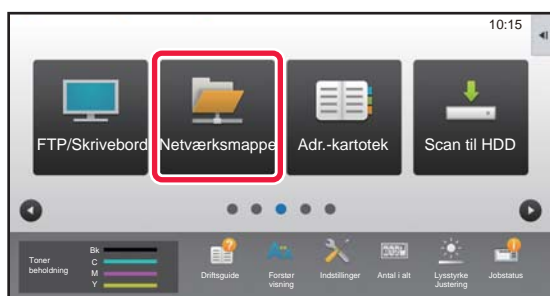 10:15
FTP/Skrivebord
Netværksmappe
Adr.-kartotek
Scan til HDD
Toner
beholdning
Bk
C
M
Y
Driftsguide
Forstør
visning
Indstillinger
Antal i alt
Lysstyrke
Justering
Jobstatus